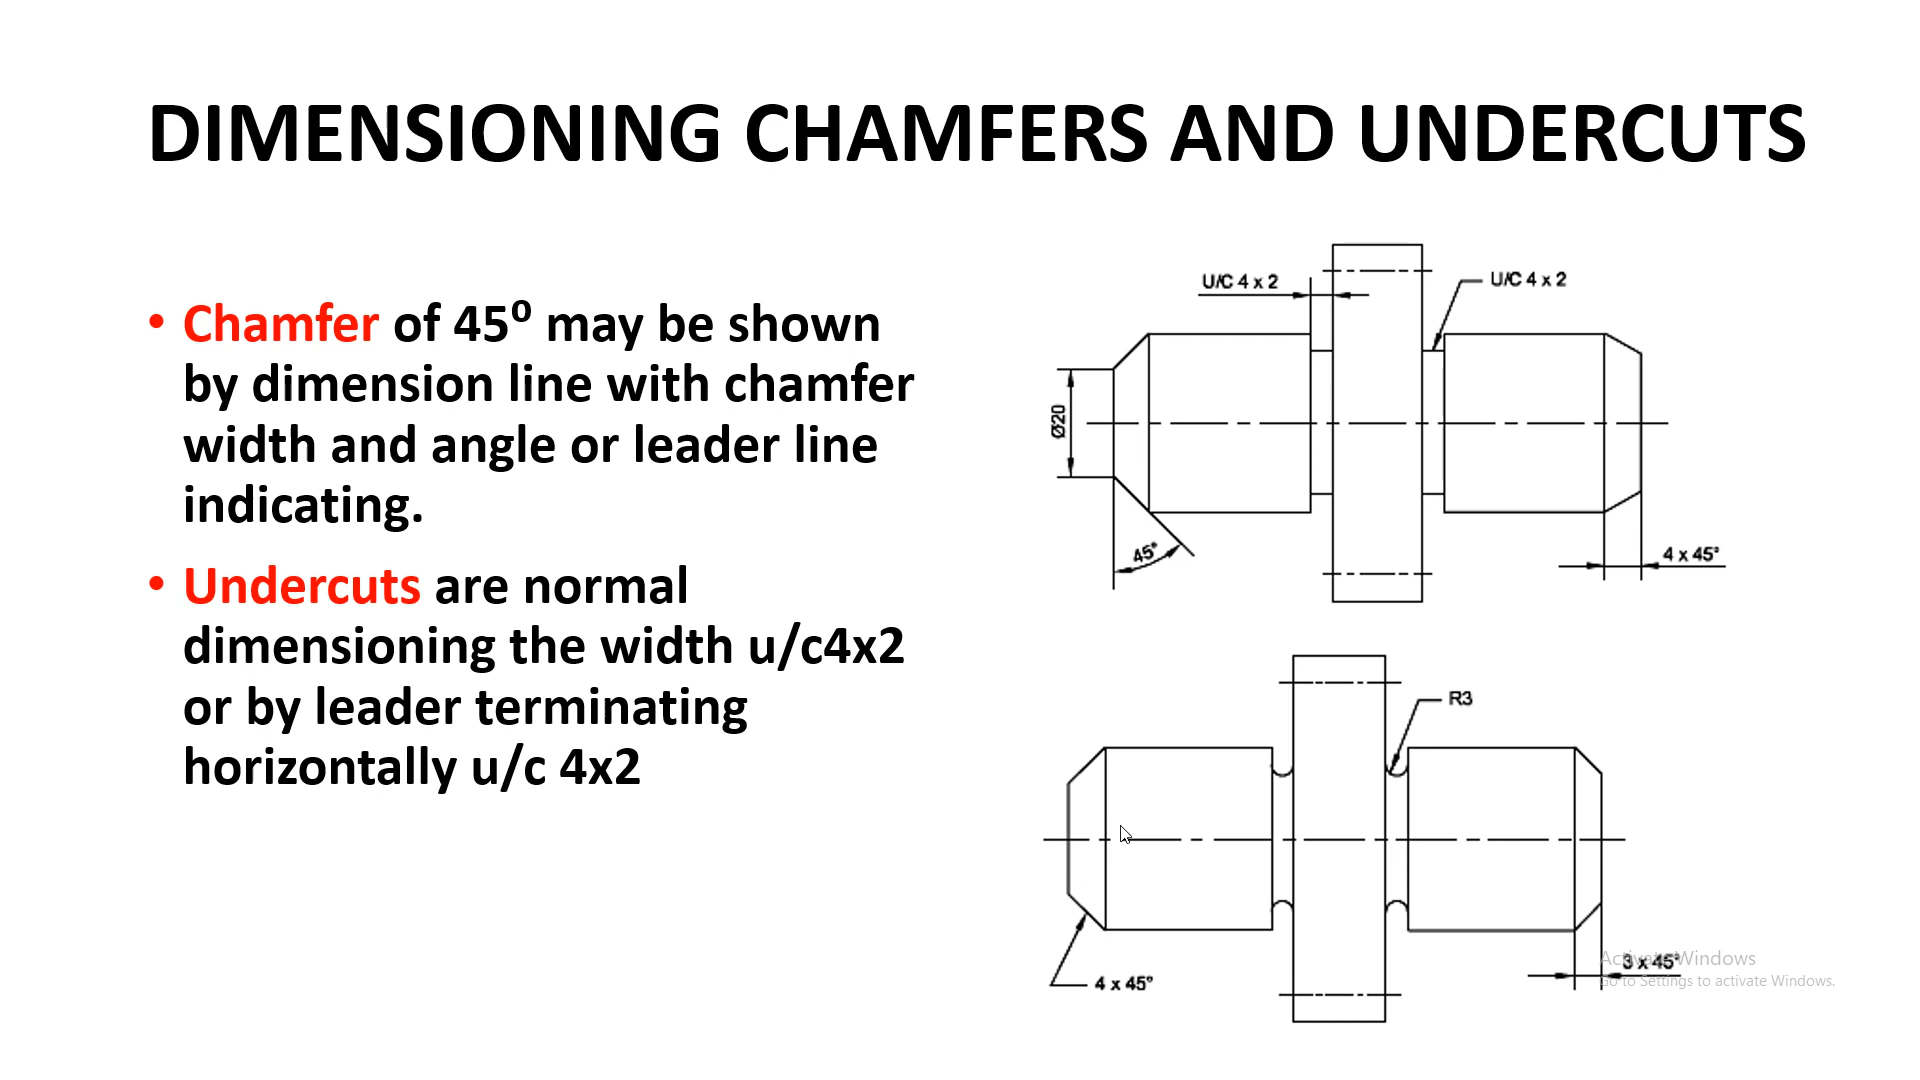 DIMENSIONING CHAMFERS AND UNDERCUTS
• Chamfer of 45⁰ may be shown
by dimension line with chamfer
width and angle or leader line
indicating.
• Undercuts are normal
dimensioning the width u/c4x2
or by leader terminating
horizontally u/c 4x2
U/C 4 x 2
U/C 4 x 2
Ø20
45°
4 x 45°
R3
4 x 45°
3 x 45°
Activate Windows
Go to Settings to activate Windows.